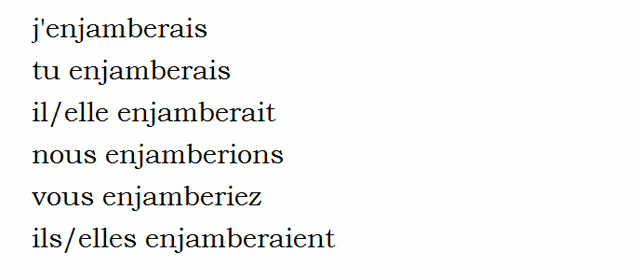 j'enjamberais
tu enjamberais
il/elle enjamberait
nous enjamberions
vous enjamberiez
ils/elles enjamberaient